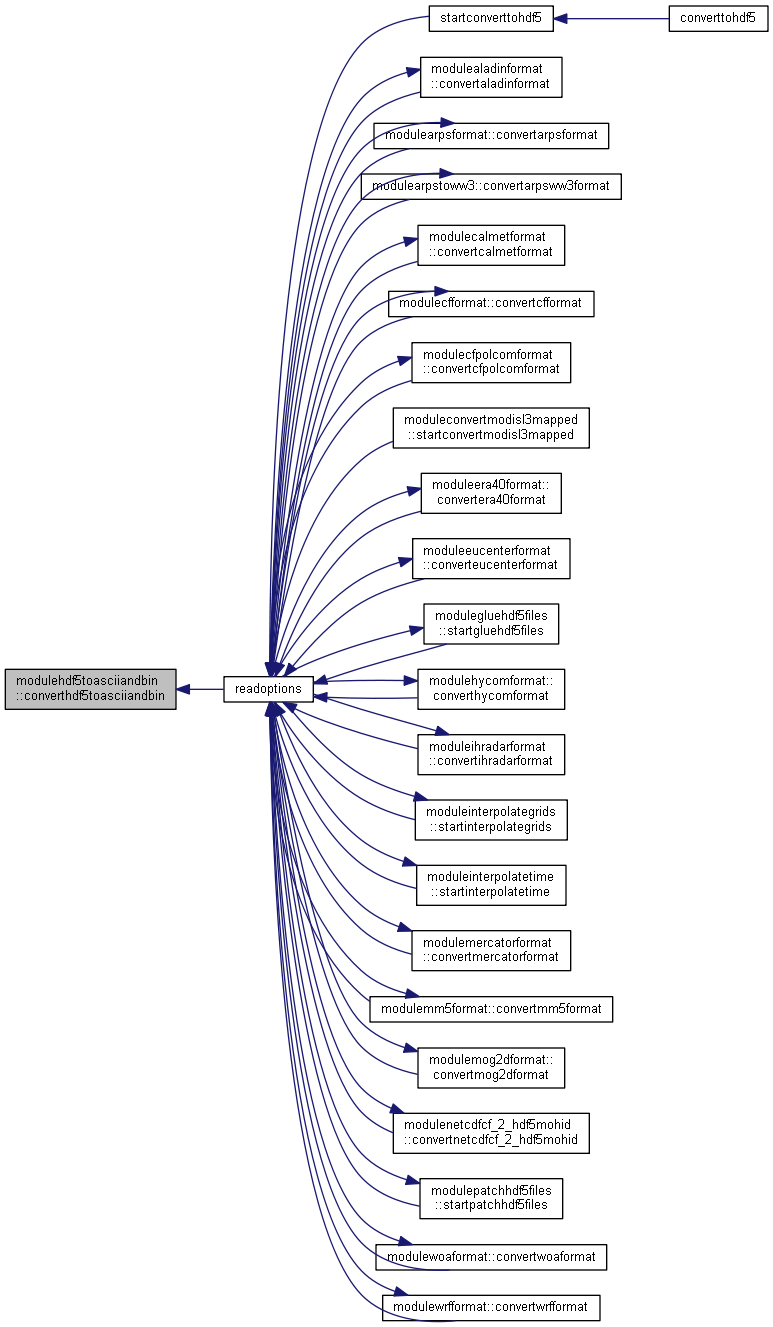 startconverttohdf5
converttohdf5
modulealadinformat
::convertaladinformat
modulearpsformat::convertarpsformat
modulearpstoww3::convertarpsww3format
modulecalmetformat
::convertcalmetformat
modulecfformat::convertcfformat
modulecfpolcomformat
::convertcfpolcomformat
moduleconvertmodisl3mapped
::startconvertmodisl3mapped
moduleera40format::
convertera40format
moduleeucenterformat
::converteucenterformat
modulegluehdf5files
::startgluehdf5files
modulehdf5toasciiandbin
::converthdf5toasciiandbin
readoptions
modulehycomformat::
converthycomformat
moduleihradarformat
::convertihradarformat
moduleinterpolategrids
::startinterpolategrids
moduleinterpolatetime
::startinterpolatetime
modulemercatorformat
::convertmercatorformat
modulemm5format::convertmm5format
modulemog2dformat::
convertmog2dformat
modulenetcdfcf_2_hdf5mohid
::convertnetcdfcf_2_hdf5mohid
modulepatchhdf5files
::startpatchhdf5files
modulewoaformat::convertwoaformat
modulewrfformat::convertwrfformat